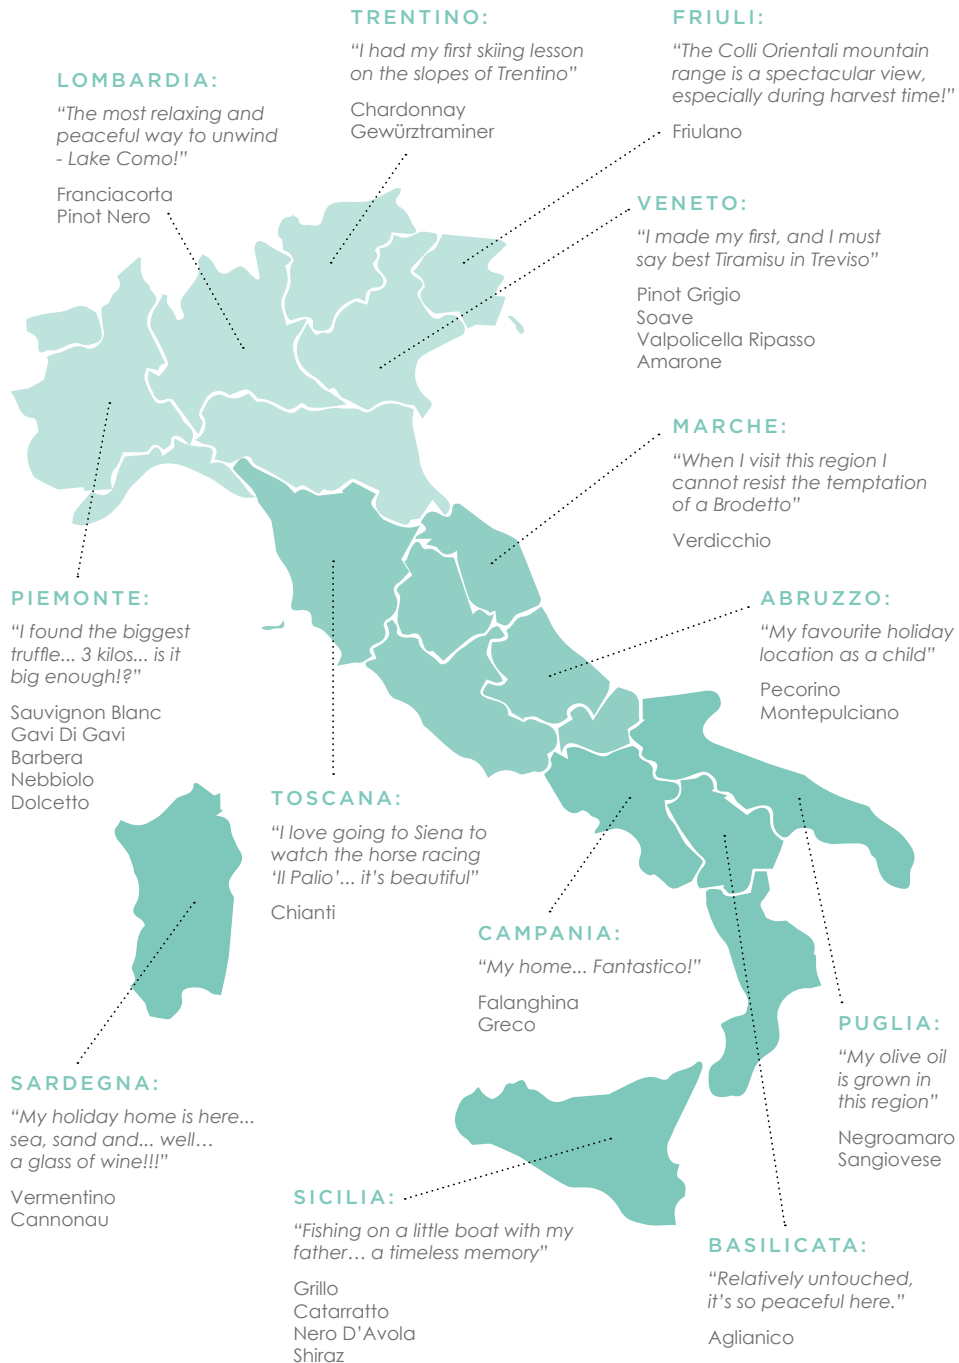 TRENTINO:
“I had my first skiing lesson
on the slopes of Trentino”
Chardonnay
Gewürztraminer
FRIULI:
“The Colli Orientali mountain
range is a spectacular view,
especially during harvest time!”
Friulano
LOMBARDIA:
“The most relaxing and
peaceful way to unwind
- Lake Como!”
Franciacorta
Pinot Nero
VENETO:
“I made my first, and I must
say best Tiramisu in Treviso”
Pinot Grigio
Soave
Valpolicella Ripasso
Amarone
MARCHE:
“When I visit this region I
cannot resist the temptation
of a Brodetto”
Verdicchio
PIEMONTE:
“I found the biggest
truffle... 3 kilos... is it
big enough!?”
Sauvignon Blanc
Gavi Di Gavi
Barbera
Nebbiolo
Dolcetto
ABRUZZO:
“My favourite holiday
location as a child”
Pecorino
Montepulciano
TOSCANA:
“I love going to Siena to
watch the horse racing
‘Il Palio’... it’s beautiful”
Chianti
CAMPANIA:
“My home... Fantastico!”
Falanghina
Greco
PUGLIA:
“My olive oil
is grown in
this region”
Negroamaro
Sangiovese
SARDEGNA:
“My holiday home is here...
sea, sand and... well…
a glass of wine!!!”
Vermentino
Cannonau
SICILIA:
“Fishing on a little boat with my
father… a timeless memory”
Grillo
Catarratto
Nero D’Avola
Shiraz
BASILICATA:
“Relatively untouched,
it’s so peaceful here.”
Aglianico